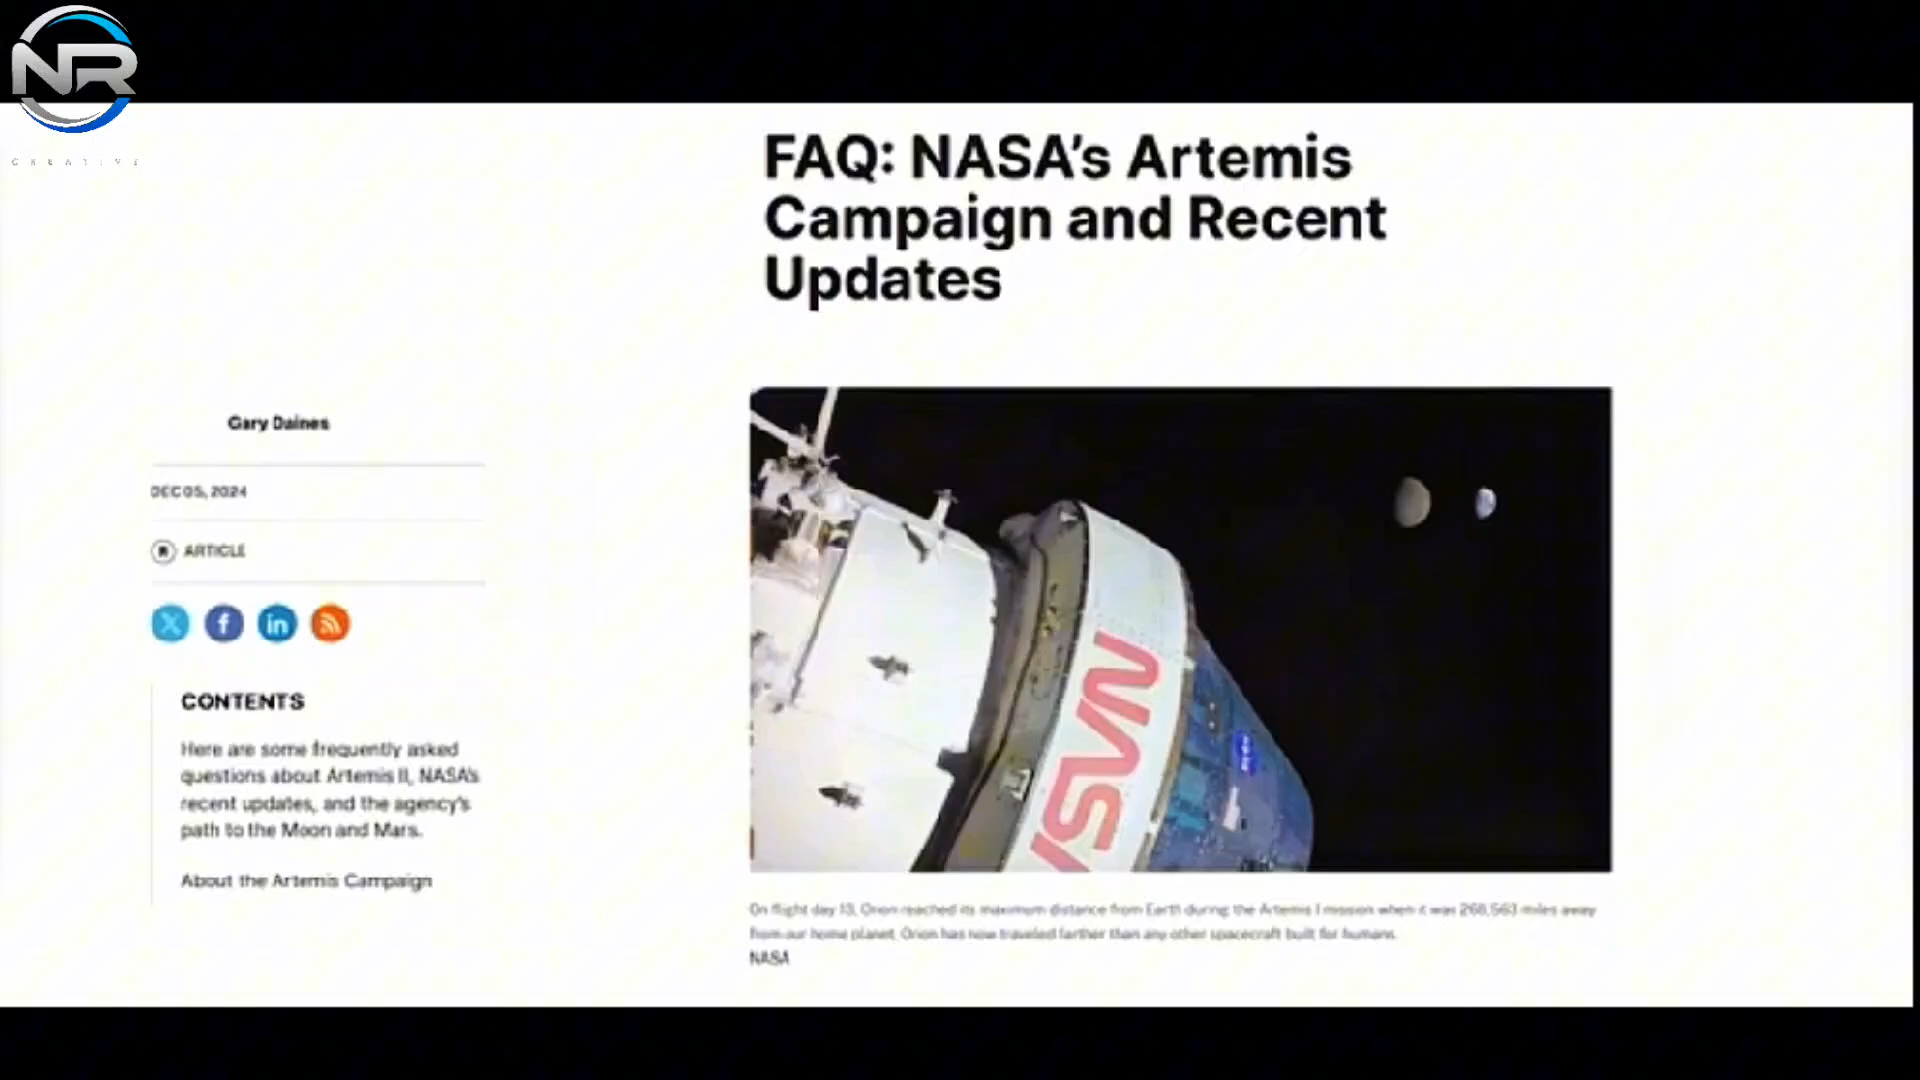 NR
CREATIVE
FAQ: NASA's Artemis
Campaign and Recent
Updates
Gary Daines
DEC 05, 2024
ARTICLE
CONTENTS
Here are some frequently asked
questions about Artemis II, NASA's
recent updates, and the agency's
path to the Moon and Mars.
About the Artemis Campaign
NASA
On flight day 13, Orion reached its maximum distance from Earth during the Artemis I mission when it was 268,563 miles away
from our home planet. Orion has now traveled farther than any other spacecraft built for humans.
NASA